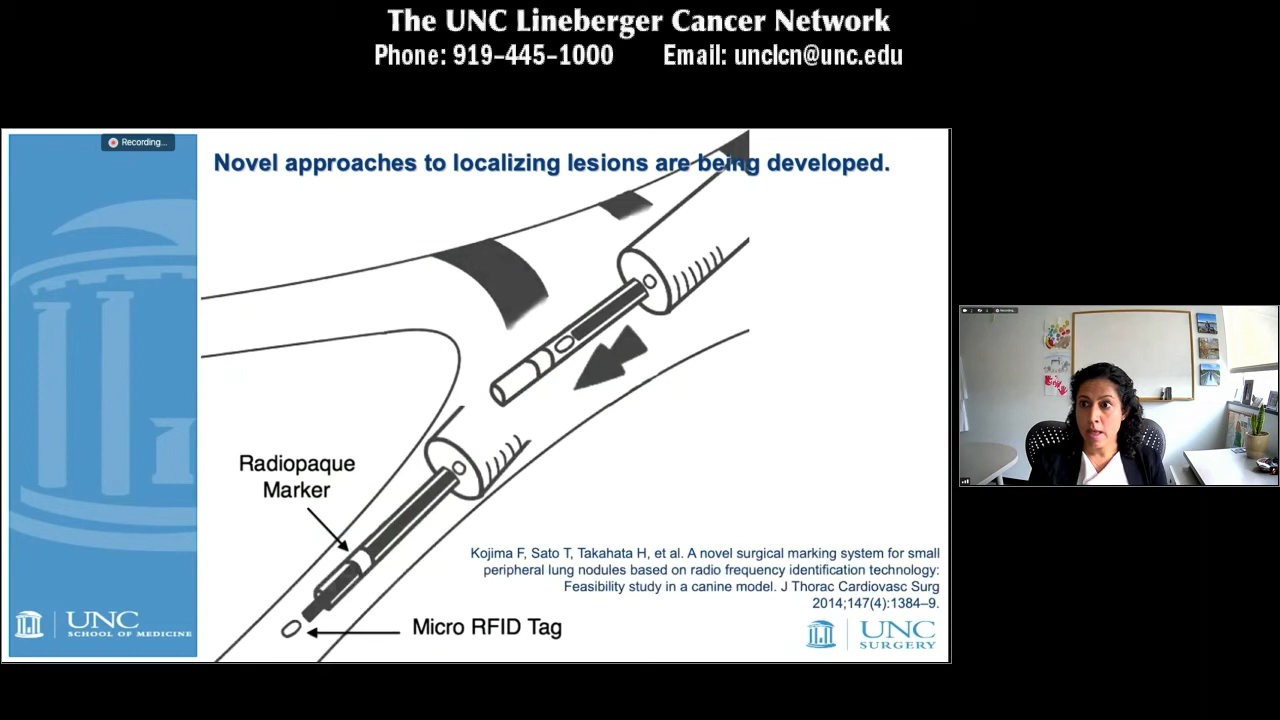 The UNC Lineberger Cancer Network
Phone: 919-445-1000 Email: unclcn@unc.edu
Recording...
Novel approaches to localizing lesions are being developed.
Radiopaque
Marker
Kojima F, Sato T, Takahata H, et al. A novel surgical marking system for small
peripheral lung nodules based on radio frequency identification technology:
Feasibility study in a canine model. J Thorac Cardiovasc Surg
2014;147(4):1384–9.
Micro RFID Tag
UNC
SCHOOL OF MEDICINE
UNC
SURGERY
Recording...